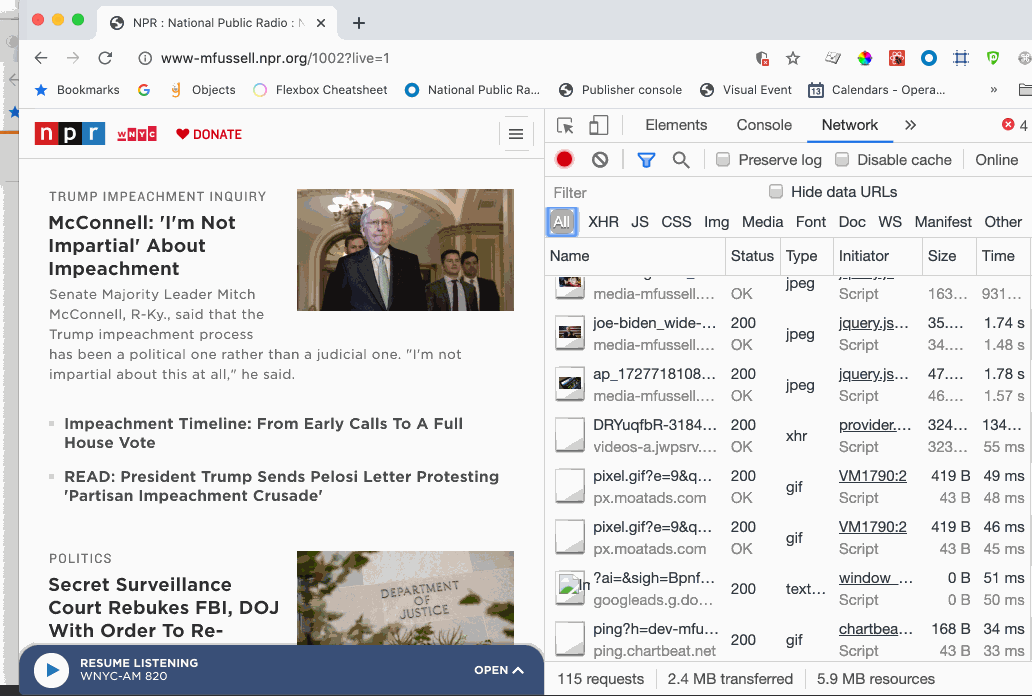 NPR : National Public Radio : N
www-mfussell.npr.org/1002?live=1
Bookmarks
Objects
Flexbox Cheatsheet
National Public Ra...
Publisher console
Visual Event
13
Calendars - Opera...
»
n p r
WNYC
DONATE
TRUMP IMPEACHMENT INQUIRY
McConnell: 'I'm Not
Impartial' About
Impeachment
Senate Majority Leader Mitch
McConnell, R-Ky., said that the
Trump impeachment process
has been a political one rather than a judicial one. "I'm not
impartial about this at all," he said.
Impeachment Timeline: From Early Calls To A Full
House Vote
READ: President Trump Sends Pelosi Letter Protesting
'Partisan Impeachment Crusade'
POLITICS
Secret Surveillance
Court Rebukes FBI, DOJ
With Order To Re-
DEPARTMENT
OF
JUSTICE
RESUME LISTENING
WNYC-AM 820
OPEN
Elements Console Network » 4
Preserve log Disable cache Online
Filter Hide data URLs
All XHR JS CSS Img Media Font Doc WS Manifest Other
Name Status Type Initiator Size Time
media-mfussell.... OK jpeg Script 163... 931...
joe-biden_wide-... 200 jpeg jquery.js... 35.... 1.74 s
media-mfussell.... OK Script 34.... 1.48 s
ap_1727718108... 200 jpeg jquery.js... 47.... 1.78 s
media-mfussell.... OK Script 46.... 1.57 s
DRYuqfbR-3184... 200 xhr provider.... 324... 134...
videos-a.jwpsrv.... OK Script 323... 55 ms
pixel.gif?e=9&q... 200 gif VM1790:2 419 B 49 ms
px.moatads.com OK Script 43 B 48 ms
pixel.gif?e=9&q... 200 gif VM1790:2 419 B 46 ms
px.moatads.com OK Script 43 B 45 ms
?ai=&sigh=Bpnf... 200 text... window_... 0 B 51 ms
googleads.g.do... Script 0 B 50 ms
ping?h=dev-mfu... 200 gif chartbea... 168 B 34 ms
ping.chartbeat.net Script 43 B 33 ms
115 requests 2.4 MB transferred 5.9 MB resources